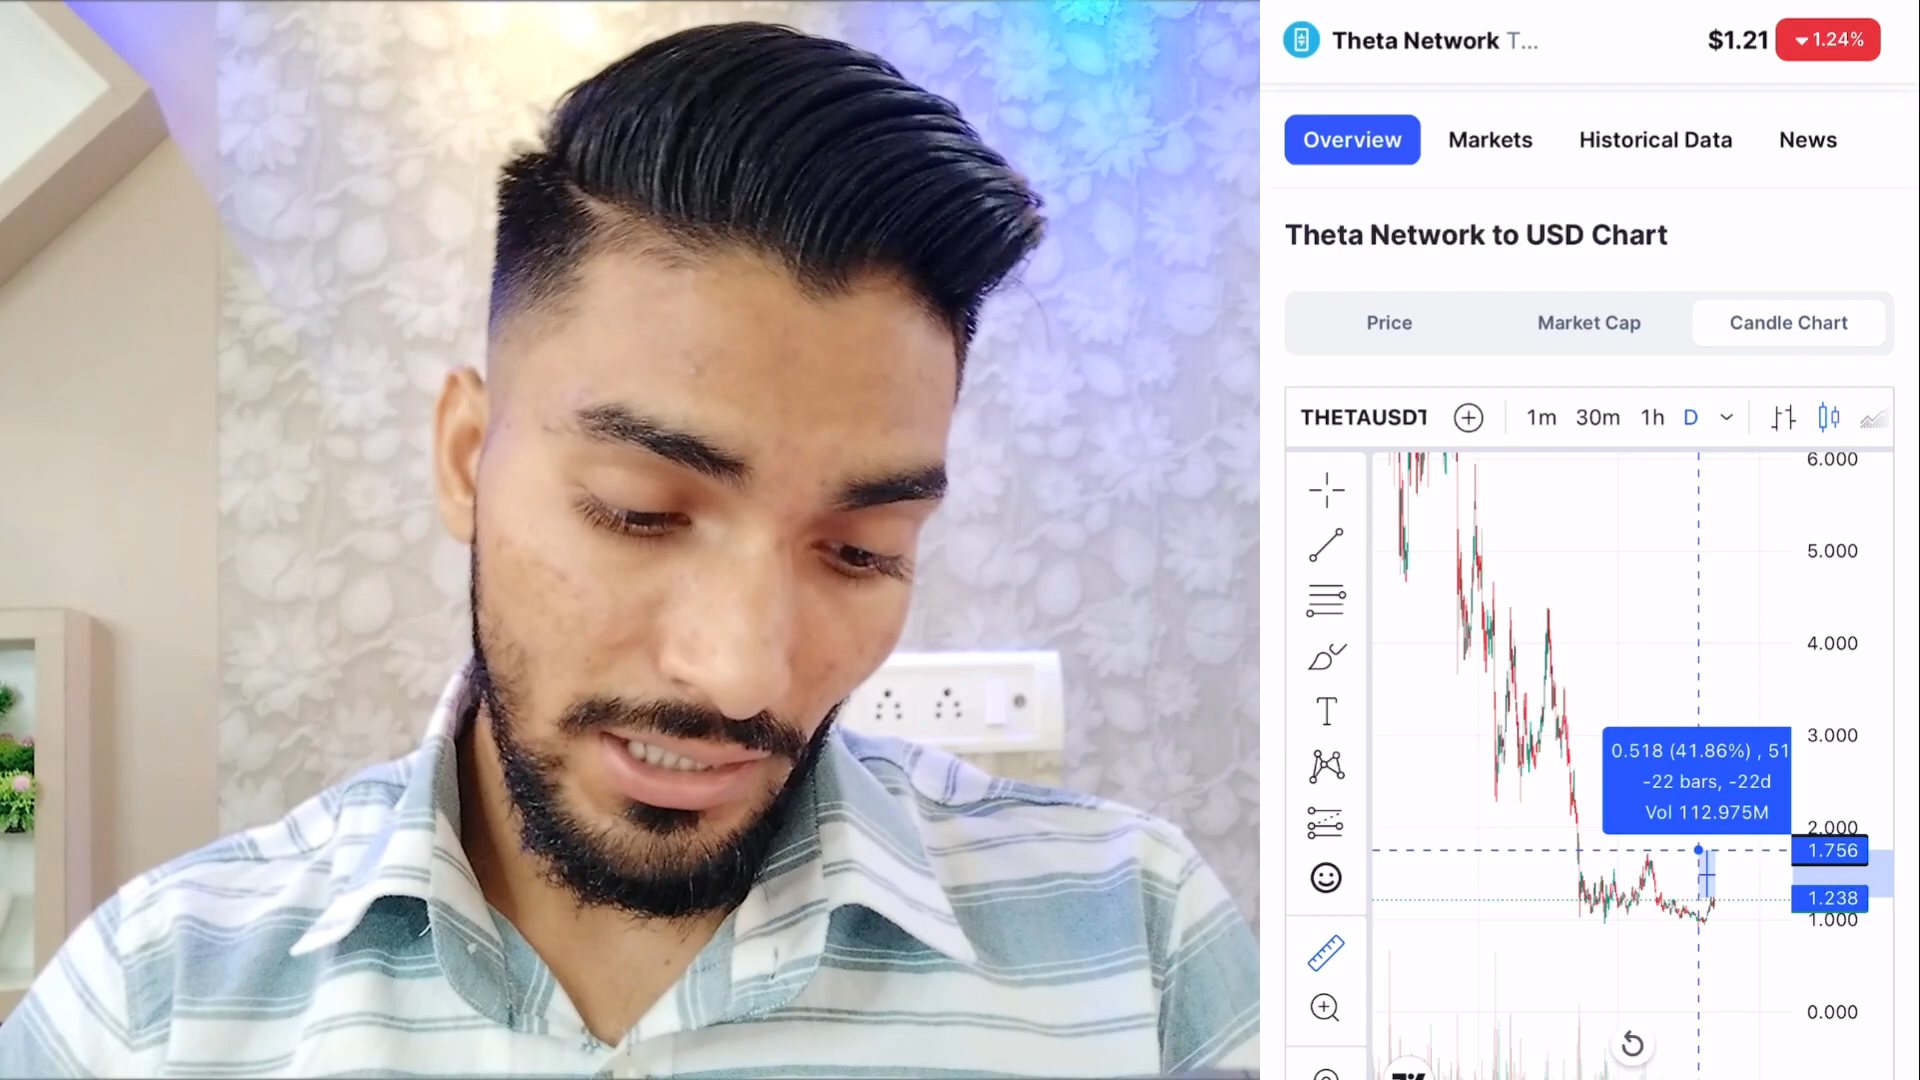 Theta Network T...
$1.21
1.24%
Overview
Markets
Historical Data
News
Theta Network to USD Chart
Price
Market Cap
Candle Chart
THETAUSDT
1m
30m
1h
D
6.000
5.000
4.000
3.000
0.518 (41.86%) , 51
-22 bars, -22d
Vol 112.975M
2.000
1.756
1.238
1.000
0.000